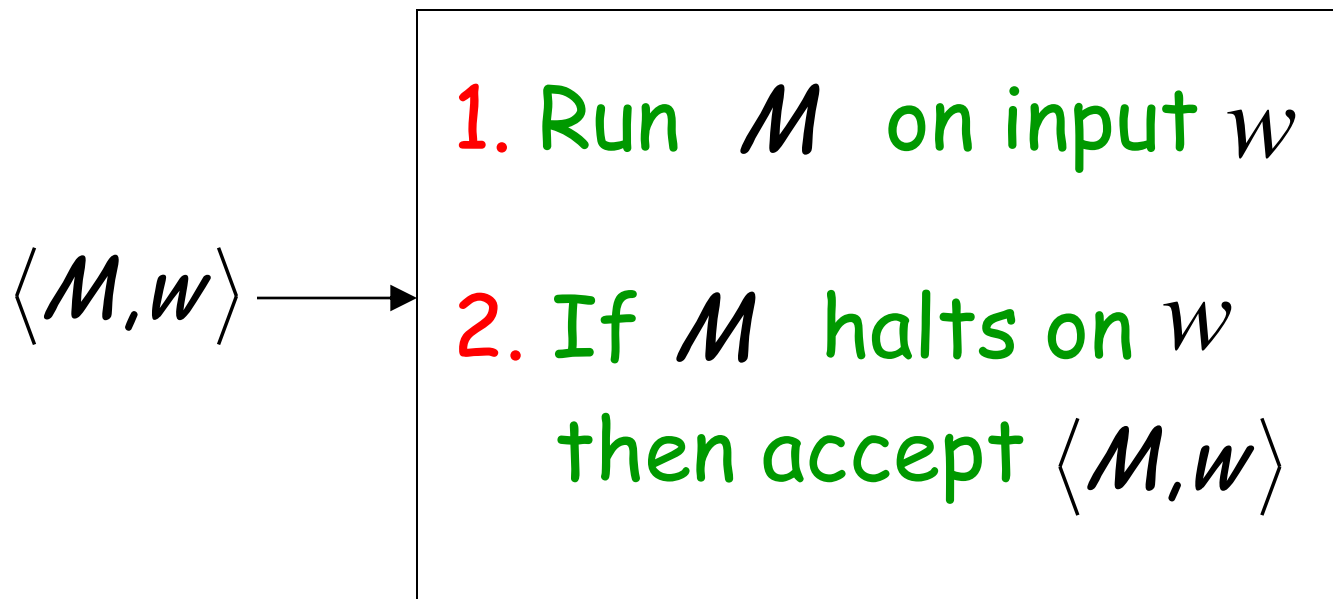 1. Run M on input w
⟨M,w⟩
2. If M halts on w
then accept ⟨M,w⟩